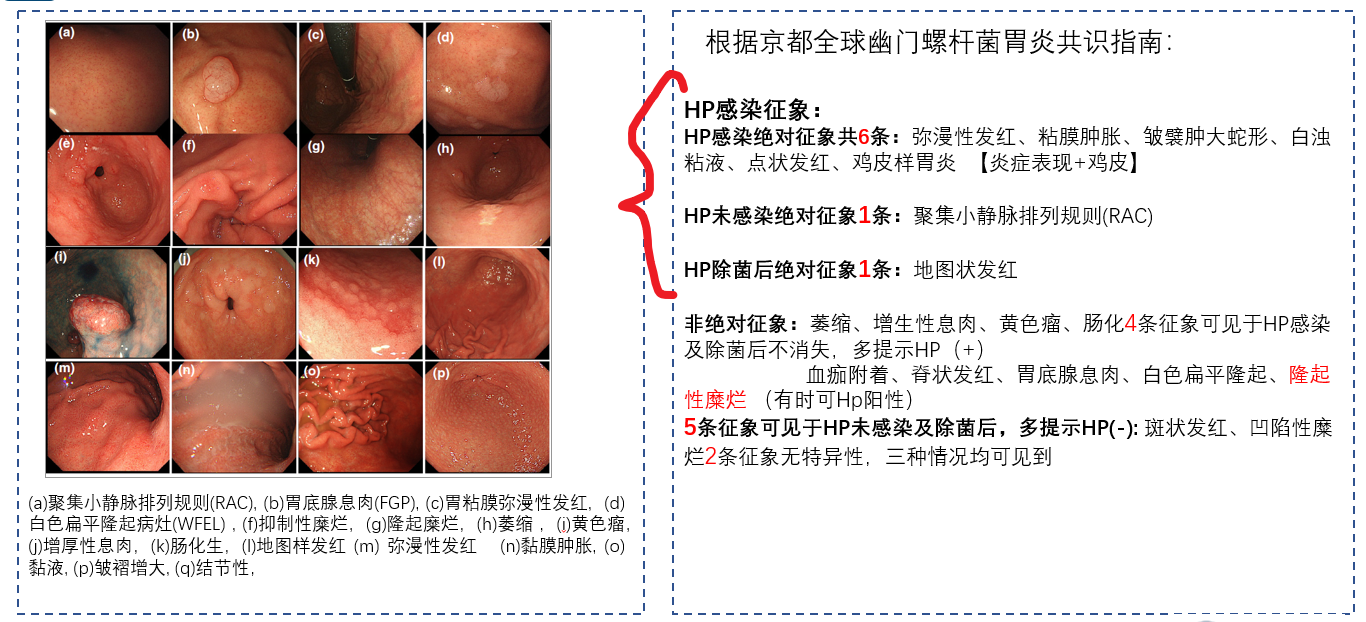 (a)
(b)
(c)
(d)
(e)
(f)
(g)
(h)
(i)
(j)
(k)
(l)
(m)
(n)
(o)
(p)
(a)聚集小静脉排列规则(RAC), (b)胃底腺息肉(FGP), (c)胃粘膜弥漫性发红, (d)
白色扁平隆起病灶(WFEL) , (f)抑制性糜烂, (g)隆起糜烂, (h)萎缩 , (i)黄色瘤,
(j)增厚性息肉, (k)肠化生, (l)地图样发红 (m) 弥漫性发红 (n)黏膜肿胀, (o)
黏液, (p)皱褶增大, (q)结节性,
根据京都全球幽门螺杆菌胃炎共识指南：
HP感染征象：
HP感染绝对征象共6条：弥漫性发红、粘膜肿胀、皱襞肿大蛇形、白浊
粘液、点状发红、鸡皮样胃炎 【炎症表现+鸡皮】
HP未感染绝对征象1条：聚集小静脉排列规则(RAC)
HP除菌后绝对征象1条：地图状发红
非绝对征象：萎缩、增生性息肉、黄色瘤、肠化4条征象可见于HP感染
及除菌后不消失，多提示HP（+）
血痂附着、脊状发红、胃底腺息肉、白色扁平隆起、隆起
性糜烂 （有时可Hp阳性）
5条征象可见于HP未感染及除菌后，多提示HP(-): 斑状发红、凹陷性糜
烂2条征象无特异性，三种情况均可见到